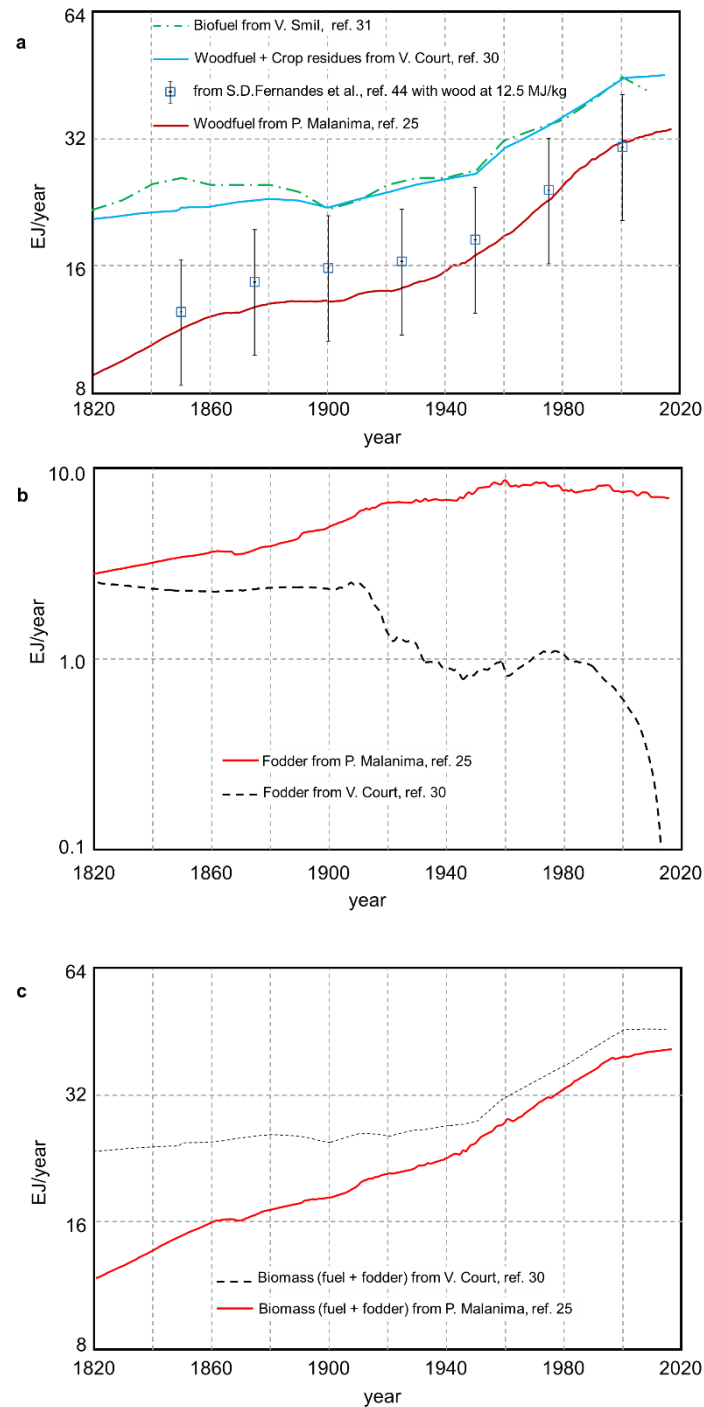 a
64
32
16
8
EJ/year
Biofuel from V. Smil, ref. 31
Woodfuel + Crop residues from V. Court, ref. 30
from S.D.Fernandes et al., ref. 44 with wood at 12.5 MJ/kg
Woodfuel from P. Malanima, ref. 25
1820 1860 1900 1940 1980 2020
year
b
10.0
1.0
0.1
EJ/year
Fodder from P. Malanima, ref. 25
Fodder from V. Court, ref. 30
1820 1860 1900 1940 1980 2020
year
c
64
32
16
8
EJ/year
Biomass (fuel + fodder) from V. Court, ref. 30
Biomass (fuel + fodder) from P. Malanima, ref. 25
1820 1860 1900 1940 1980 2020
year